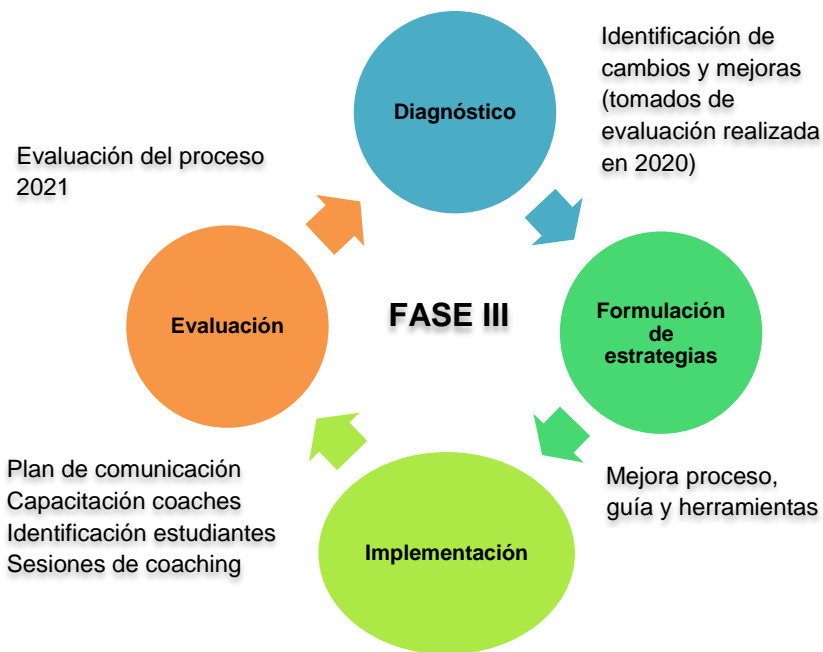 Diagnóstico
Identificación de
cambios y mejoras
(tomados de
evaluación realizada
en 2020)
Evaluación del proceso
2021
Evaluación
FASE III
Formulación
de
estrategias
Plan de comunicación
Capacitación coaches
Identificación estudiantes
Sesiones de coaching
Implementación
Mejora proceso,
guía y herramientas